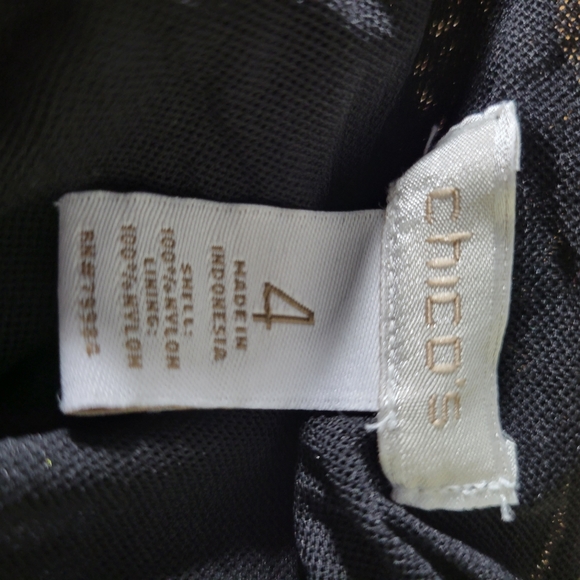 chico's
4
MADE IN
INDONESIA
SHELL:
100% NYLON
LINING:
100% NYLON